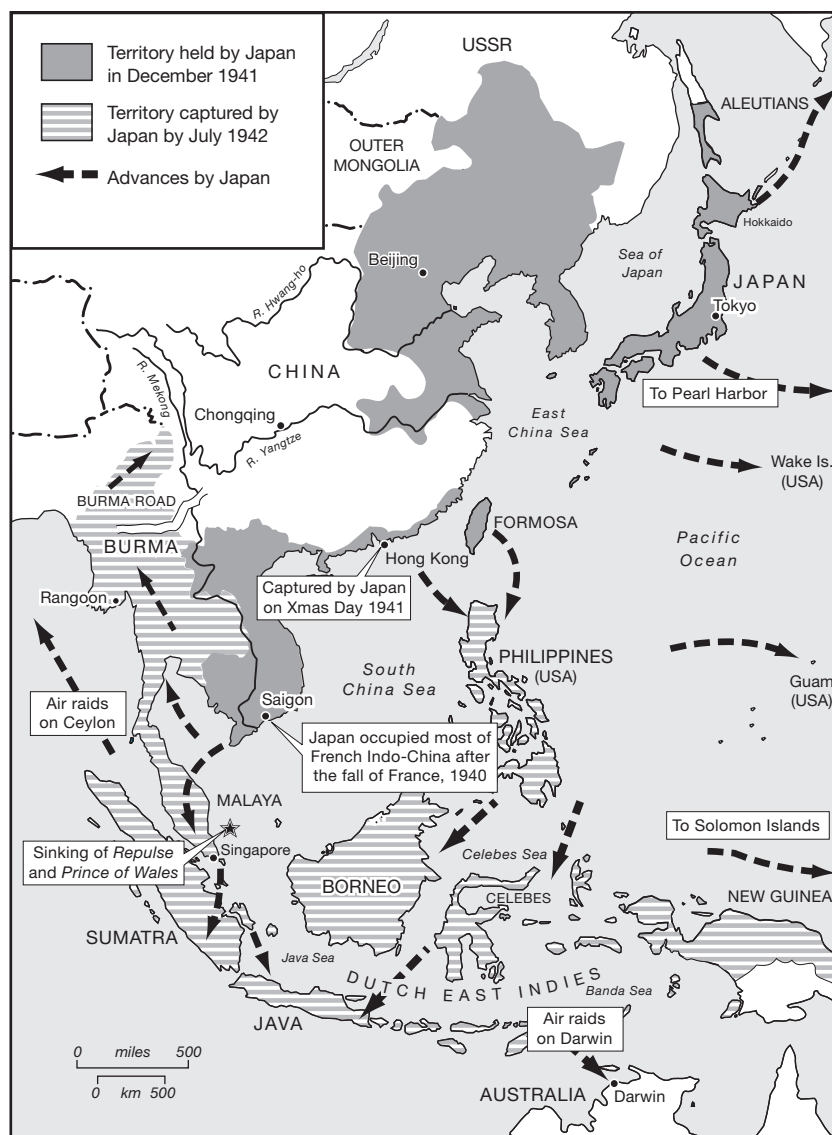 Territory held by Japan
in December 1941
Territory captured by
Japan by July 1942
Advances by Japan
USSR
ALEUTIANS
OUTER
MONGOLIA
Hokkaido
Beijing
Sea of
Japan
JAPAN
Tokyo
R. Hwang-ho
CHINA
R. Mekong
To Pearl Harbor
Chongqing
East
China Sea
R. Yangtze
Wake Is.
(USA)
BURMA ROAD
FORMOSA
BURMA
Pacific
Ocean
Hong Kong
Captured by Japan
on Xmas Day 1941
Rangoon
PHILIPPINES
(USA)
South
China Sea
Guam
(USA)
Air raids
on Ceylon
Saigon
Japan occupied most of
French Indo-China after
the fall of France, 1940
MALAYA
To Solomon Islands
Sinking of Repulse
and Prince of Wales
Singapore
Celebes Sea
BORNEO
CELEBES
NEW GUINEA
SUMATRA
Java Sea
DUTCH EAST INDIES
Banda Sea
JAVA
Air raids
on Darwin
0 miles 500
0 km 500
AUSTRALIA
Darwin